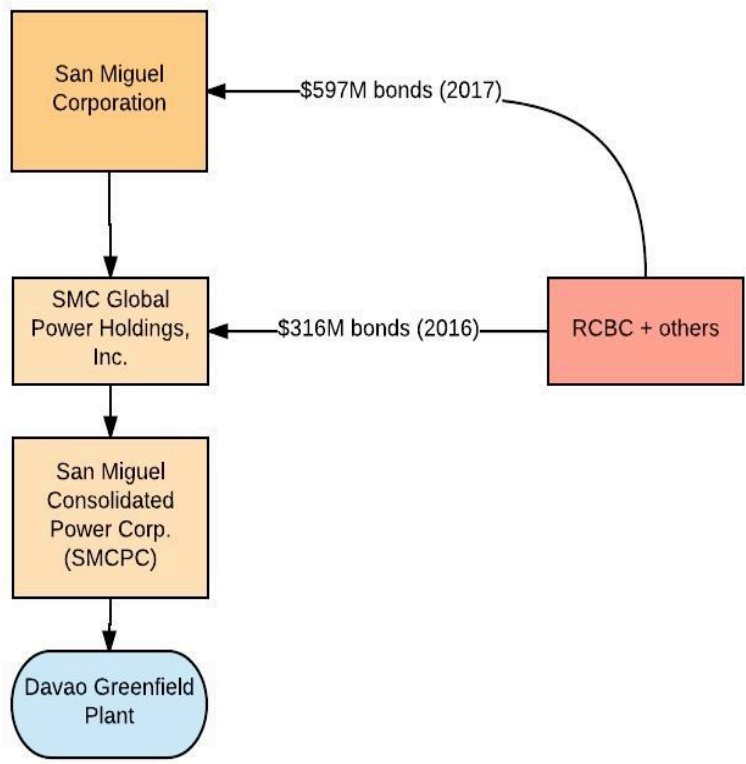 San Miguel
Corporation
$597M bonds (2017)
SMC Global
Power Holdings,
Inc.
$316M bonds (2016)
RCBC + others
San Miguel
Consolidated
Power Corp.
(SMCPC)
Davao Greenfield
Plant